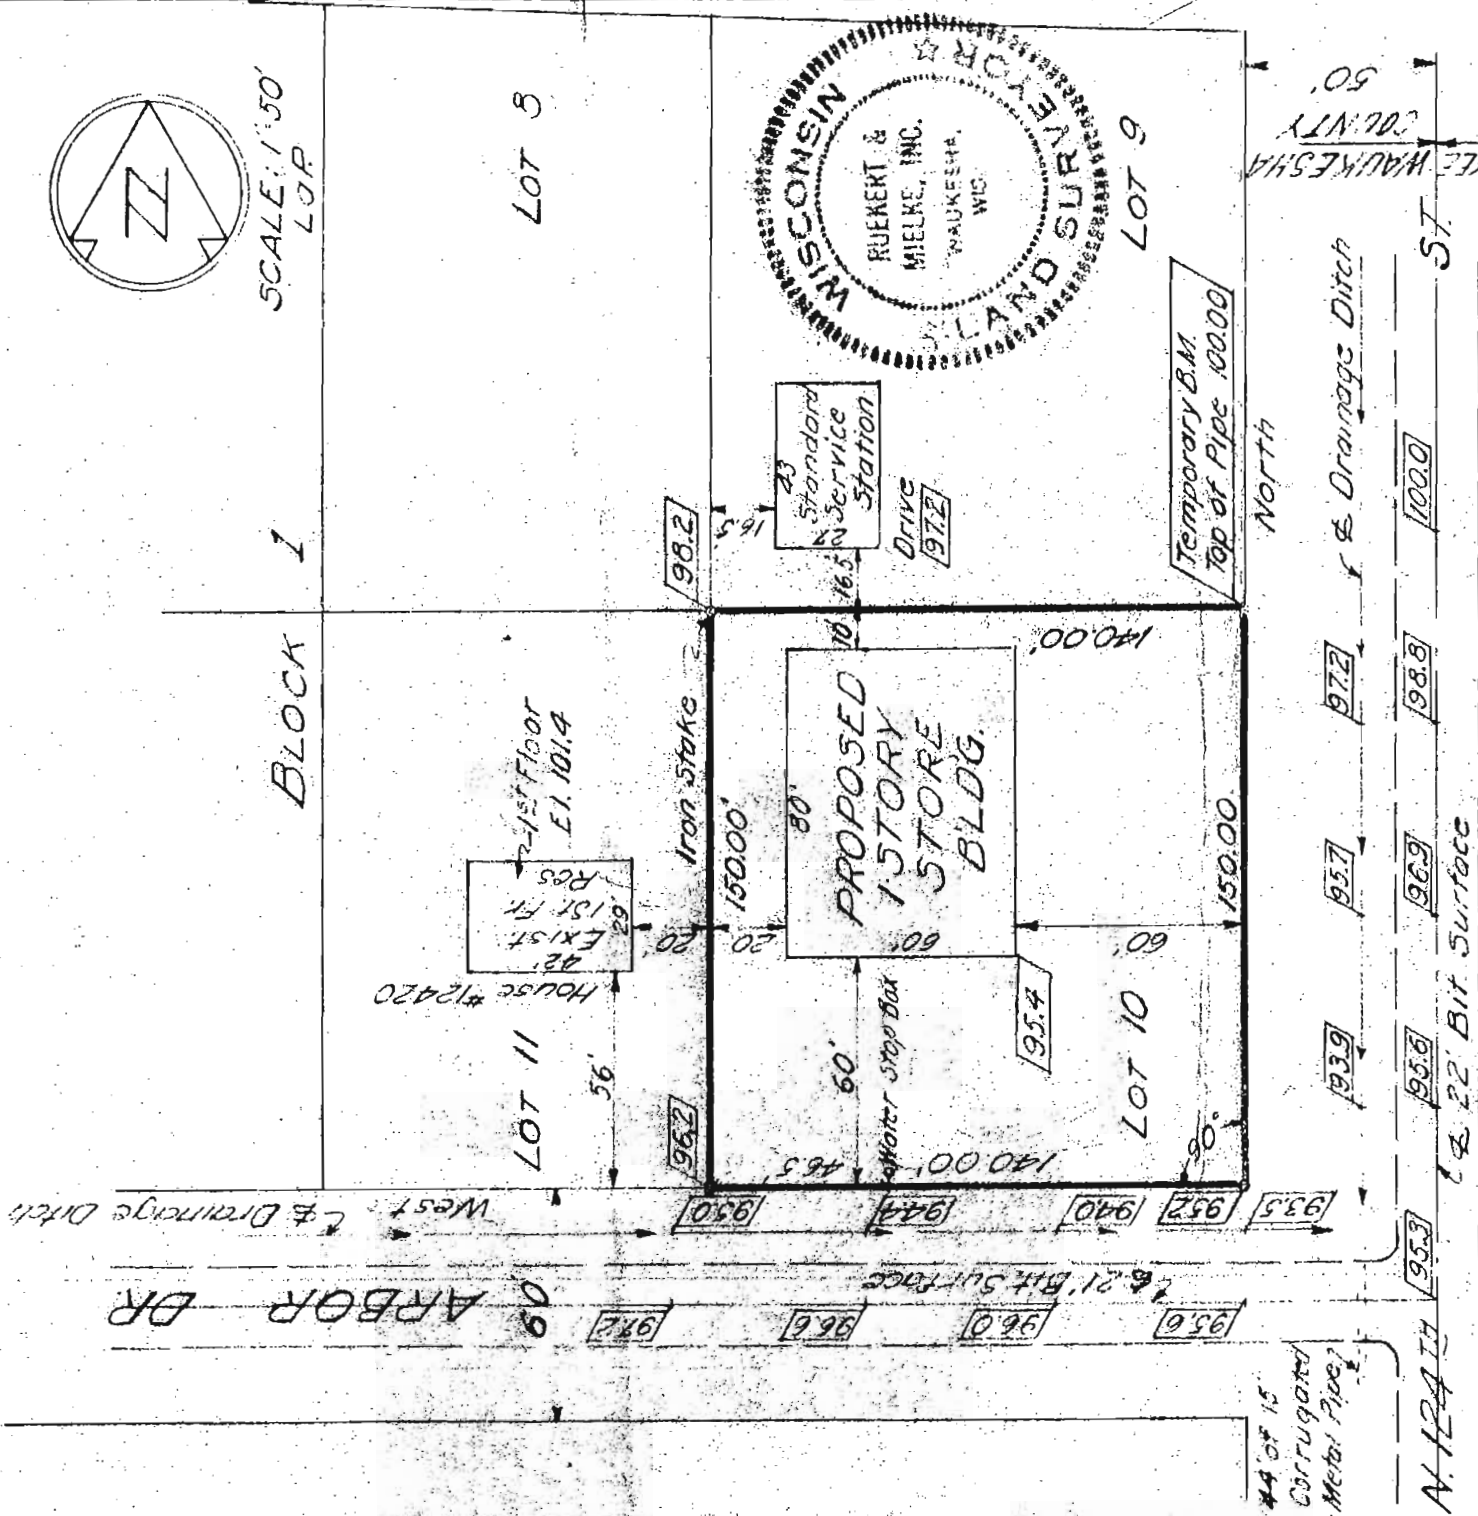 SCALE: 1"=50'
LOT 8
BLOCK 1
WISCONSIN
LAND SURVEYOR
RUEKERT &
MIELKE, INC.
WAUKESHA,
WIS.
LOT 9
43
Standard
27 Service
Station
16.5'
16.5'
10'
Drive
97.2
98.2
Temporary B.M.
Top of Pipe 100.00
1st Floor
El. 101.4
Exist.
1 St. Fr.
Res
42'
29'
House #12420
LOT 11
56'
20'
Iron Stake
150.00'
20'
80'
PROPOSED
1 STORY
STORE
BLDG.
60'
60'
60'
140.00'
150.00
95.4
LOT 10
Water Stop Box
46.5
140.00'
90°
96.2
95.0
94.4
94.0
95.2
93.5
West
℄ Drainage Ditch
ARBOR DR
60'
℄ 21' Bit. Surface
97.2
96.6
96.0
95.6
44' of 15"
Corrugated
Metal Pipe
North
℄ Drainage Ditch
97.2
95.7
93.9
100.0
98.8
96.9
95.6
95.3
℄ 22' Bit. Surface
N. 124TH ST.
50'
WAUKESHA
COUNTY